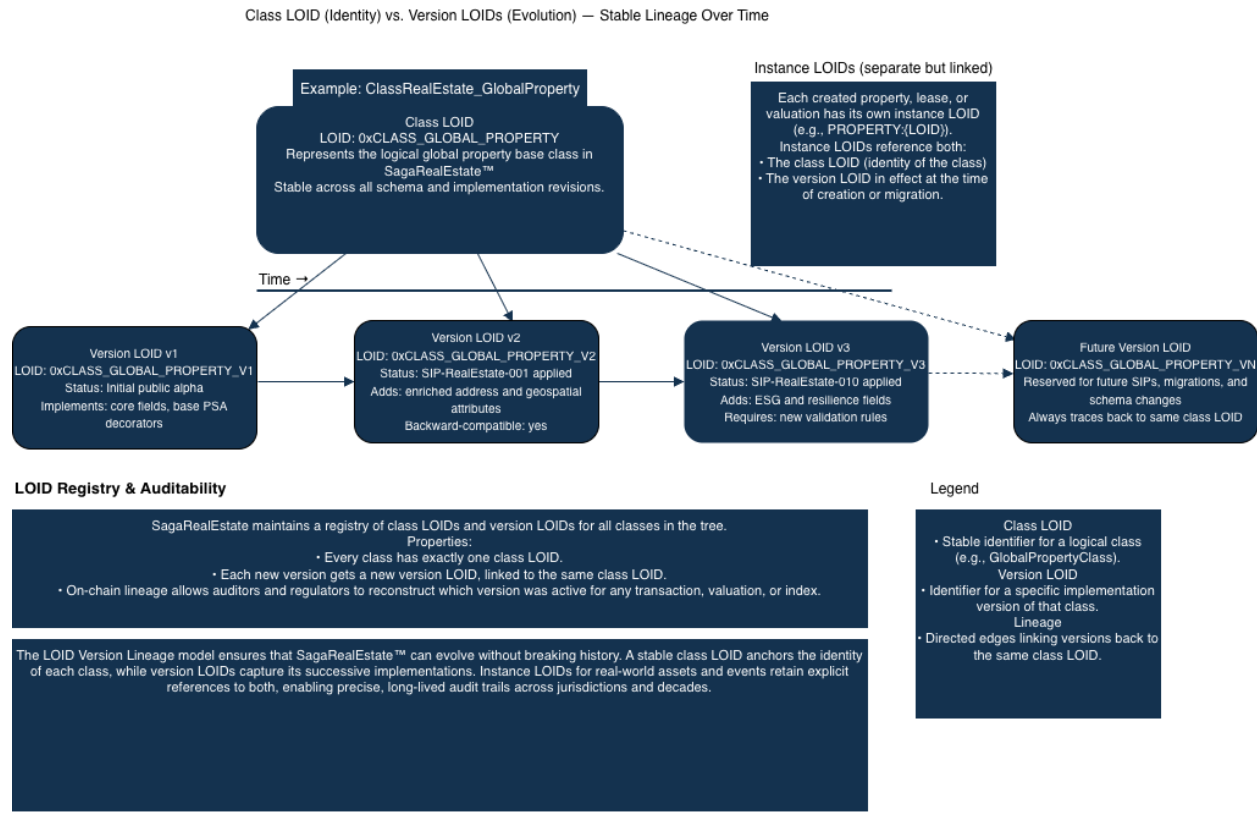 Class LOID (Identity) vs. Version LOIDs (Evolution) — Stable Lineage Over Time
Example: ClassRealEstate_GlobalProperty
Class LOID
LOID: 0xCLASS_GLOBAL_PROPERTY
Represents the logical global property base class in
SagaRealEstate™
Stable across all schema and implementation revisions.
Instance LOIDs (separate but linked)
Each created property, lease, or
valuation has its own instance LOID
(e.g., PROPERTY:{LOID}).
Instance LOIDs reference both:
• The class LOID (identity of the class)
• The version LOID in effect at the time
of creation or migration.
Time →
Version LOID v1
LOID: 0xCLASS_GLOBAL_PROPERTY_V1
Status: Initial public alpha
Implements: core fields, base PSA
decorators
Version LOID v2
LOID: 0xCLASS_GLOBAL_PROPERTY_V2
Status: SIP-RealEstate-001 applied
Adds: enriched address and geospatial
attributes
Backward-compatible: yes
Version LOID v3
LOID: 0xCLASS_GLOBAL_PROPERTY_V3
Status: SIP-RealEstate-010 applied
Adds: ESG and resilience fields
Requires: new validation rules
Future Version LOID
LOID: 0xCLASS_GLOBAL_PROPERTY_VN
Reserved for future SIPs, migrations, and
schema changes
Always traces back to same class LOID
LOID Registry & Auditability
SagaRealEstate maintains a registry of class LOIDs and version LOIDs for all classes in the tree.
Properties:
• Every class has exactly one class LOID.
• Each new version gets a new version LOID, linked to the same class LOID.
• On-chain lineage allows auditors and regulators to reconstruct which version was active for any transaction, valuation, or index.
The LOID Version Lineage model ensures that SagaRealEstate™ can evolve without breaking history. A stable class LOID anchors the identity
of each class, while version LOIDs capture its successive implementations. Instance LOIDs for real-world assets and events retain explicit
references to both, enabling precise, long-lived audit trails across jurisdictions and decades.
Legend
Class LOID
• Stable identifier for a logical class
(e.g., GlobalPropertyClass).
Version LOID
• Identifier for a specific implementation
version of that class.
Lineage
• Directed edges linking versions back to
the same class LOID.